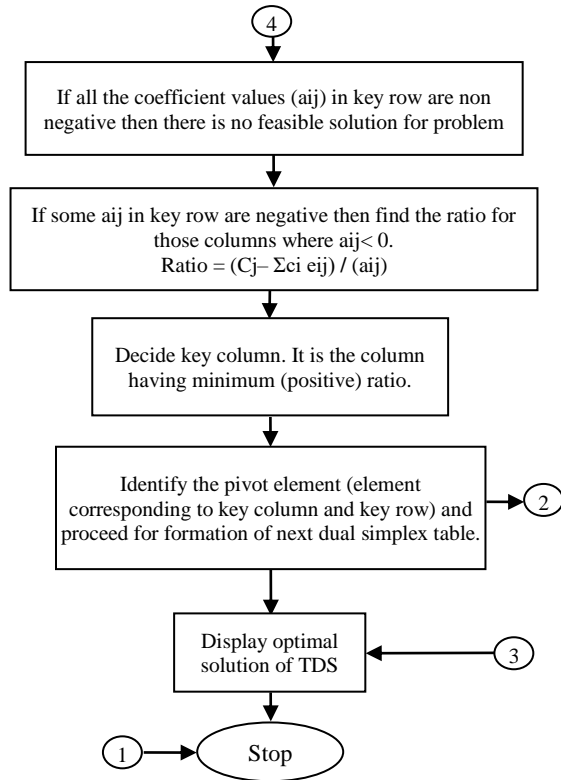 4
If all the coefficient values (aij) in key row are non
negative then there is no feasible solution for problem
If some aij in key row are negative then find the ratio for
those columns where aij< 0.
Ratio = (Cj– Σci eij) / (aij)
Decide key column. It is the column
having minimum (positive) ratio.
Identify the pivot element (element
corresponding to key column and key row) and
proceed for formation of next dual simplex table.
2
Display optimal
solution of TDS
3
1
Stop